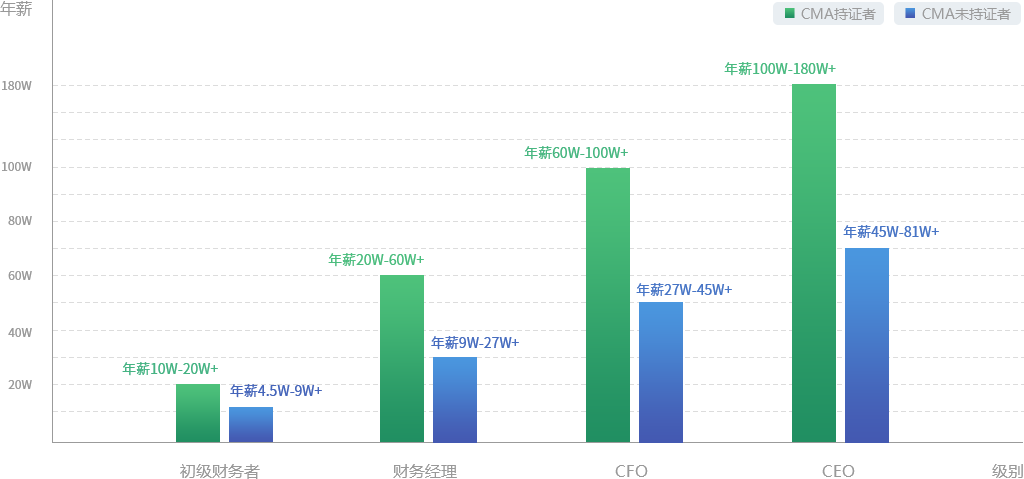 年薪
CMA持证者
CMA未持证者
180W
100W
80W
60W
40W
20W
年薪10W-20W+
年薪4.5W-9W+
年薪20W-60W+
年薪9W-27W+
年薪60W-100W+
年薪27W-45W+
年薪100W-180W+
年薪45W-81W+
初级财务者
财务经理
CFO
CEO
级别